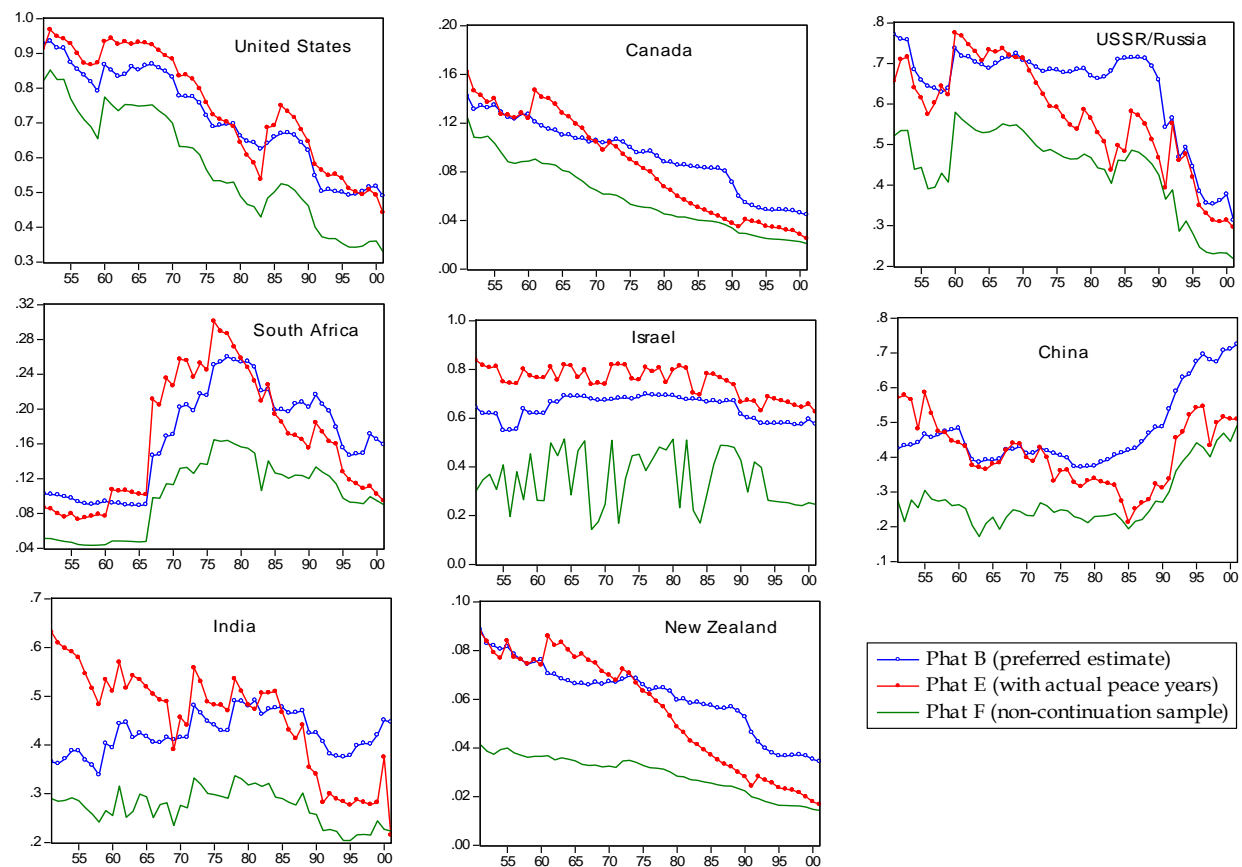 United States
1.0
0.9
0.8
0.7
0.6
0.5
0.4
0.3
55 60 65 70 75 80 85 90 95 00
Canada
.20
.16
.12
.08
.04
.00
55 60 65 70 75 80 85 90 95 00
USSR/Russia
.8
.7
.6
.5
.4
.3
.2
55 60 65 70 75 80 85 90 95 00
South Africa
.32
.28
.24
.20
.16
.12
.08
.04
55 60 65 70 75 80 85 90 95 00
Israel
1.0
0.8
0.6
0.4
0.2
0.0
55 60 65 70 75 80 85 90 95 00
China
.8
.7
.6
.5
.4
.3
.2
.1
55 60 65 70 75 80 85 90 95 00
India
.7
.6
.5
.4
.3
.2
55 60 65 70 75 80 85 90 95 00
New Zealand
.10
.08
.06
.04
.02
.00
55 60 65 70 75 80 85 90 95 00
Phat B (preferred estimate)
Phat E (with actual peace years)
Phat F (non-continuation sample)